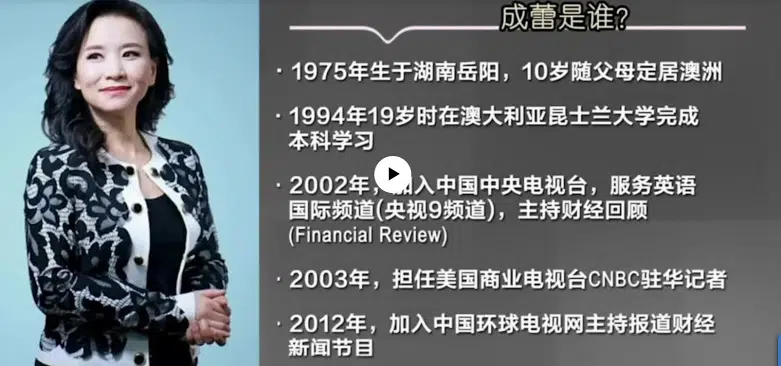 成蕾是谁？
· 1975年生于湖南岳阳，10岁随父母定居澳洲
· 1994年19岁时在澳大利亚昆士兰大学完成
本科学习
· 2002年，加入中国中央电视台，服务英语
国际频道(央视9频道)，主持财经回顾
(Financial Review)
· 2003年，担任美国商业电视台CNBC驻华记者
· 2012年，加入中国环球电视网主持报道财经
新闻节目